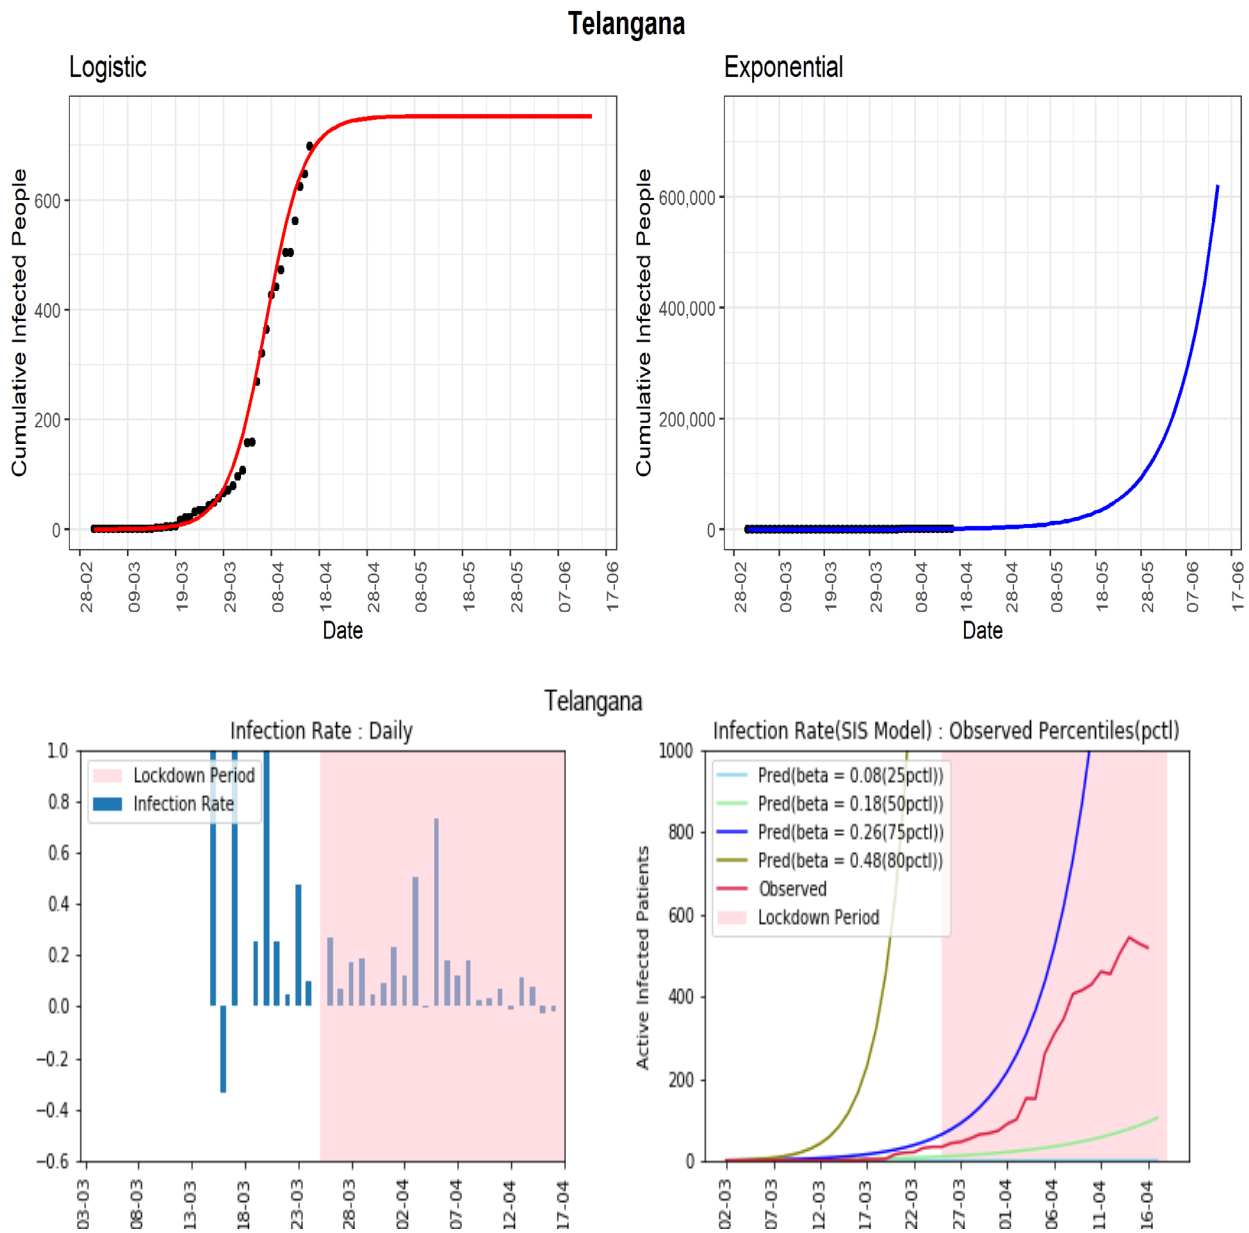 Telangana
Logistic
Exponential
Cumulative Infected People
600
400
200
0
28-02 09-03 19-03 29-03 08-04 18-04 28-04 08-05 18-05 28-05 07-06 17-06
Date
Cumulative Infected People
600,000
400,000
200,000
0
28-02 09-03 19-03 29-03 08-04 18-04 28-04 08-05 18-05 28-05 07-06 17-06
Date
Telangana
Infection Rate : Daily
1.0
0.8
0.6
0.4
0.2
0.0
−0.2
−0.4
−0.6
Lockdown Period
Infection Rate
03-03 08-03 13-03 18-03 23-03 28-03 02-04 07-04 12-04 17-04
Infection Rate(SIS Model) : Observed Percentiles(pctl)
Active Infected Patients
1000
800
600
400
200
0
Pred(beta = 0.08(25pctl))
Pred(beta = 0.18(50pctl))
Pred(beta = 0.26(75pctl))
Pred(beta = 0.48(80pctl))
Observed
Lockdown Period
02-03 07-03 12-03 17-03 22-03 27-03 01-04 06-04 11-04 16-04